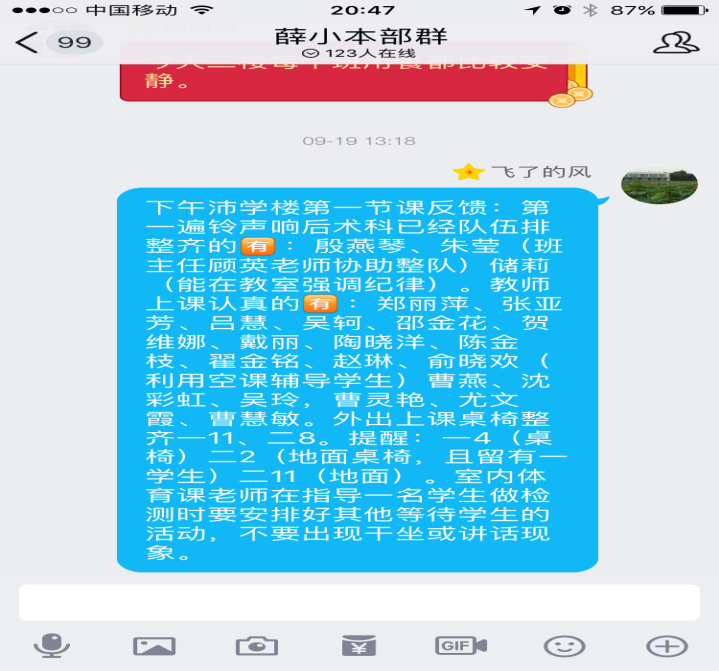 中国移动
20:47
87%
99
薛小本部群
123人在线
静。
09-19 13:18
飞了的风
下午沛学楼第一节课反馈：第
一遍铃声响后术科已经队伍排
整齐的有：殷燕琴、朱莹（班
主任顾英老师协助整队）储莉
（能在教室强调纪律）。教师
上课认真的有：郑丽萍、张亚
芳、吕慧、吴轲、邵金花、贺
维娜、戴丽、陶晓洋、陈金
枝、翟金铭、赵琳、俞晓欢（
利用空课辅导学生）曹燕、沈
彩虹、吴玲，曹灵艳、尤文
霞、曹慧敏。外出上课桌椅整
齐一11、二8。提醒：一4（桌
椅）二2（地面桌椅，且留有一
学生）二11（地面）。室内体
育课老师在指导一名学生做检
测时要安排好其他等待学生的
活动，不要出现干坐或讲话现
象。
GIF